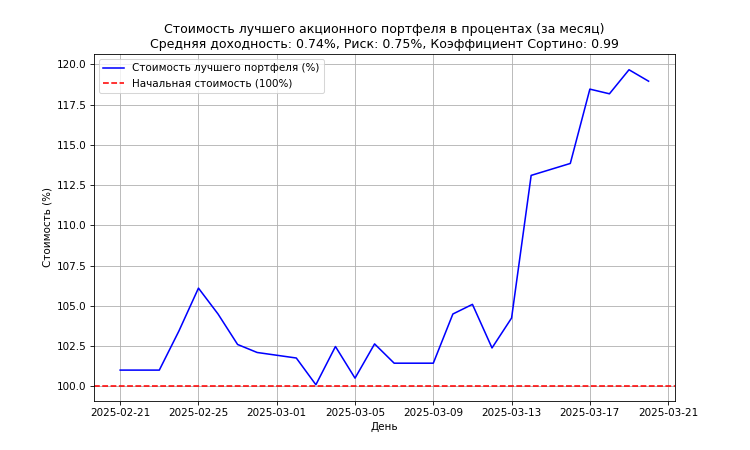 Стоимость лучшего акционного портфеля в процентах (за месяц)
Средняя доходность: 0.74%, Риск: 0.75%, Коэффициент Сортино: 0.99
Стоимость лучшего портфеля (%)
Начальная стоимость (100%)
Стоимость (%)
120.0
117.5
115.0
112.5
110.0
107.5
105.0
102.5
100.0
2025-02-21 2025-02-25 2025-03-01 2025-03-05 2025-03-09 2025-03-13 2025-03-17 2025-03-21
День